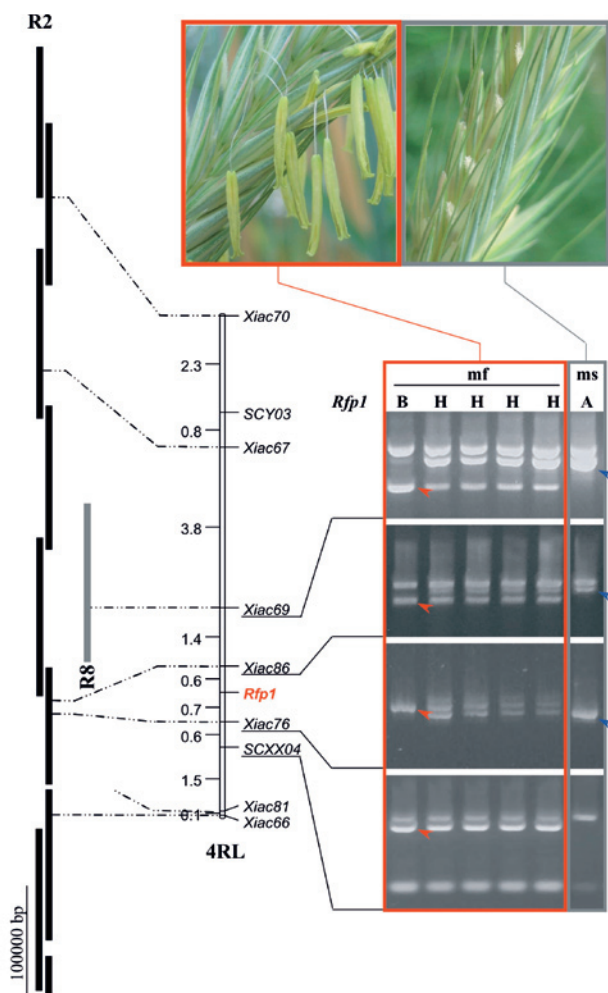 R2
Xiac70
2.3
SCY03
0.8
Xiac67
3.8
Xiac69
1.4
Xiac86
0.6
Rfp1
0.7
Xiac76
0.6
SCXX04
1.5
Xiac81
0.1
Xiac66
4RL
R8
100000 bp
mf ms
Rfp1 B H H H H A